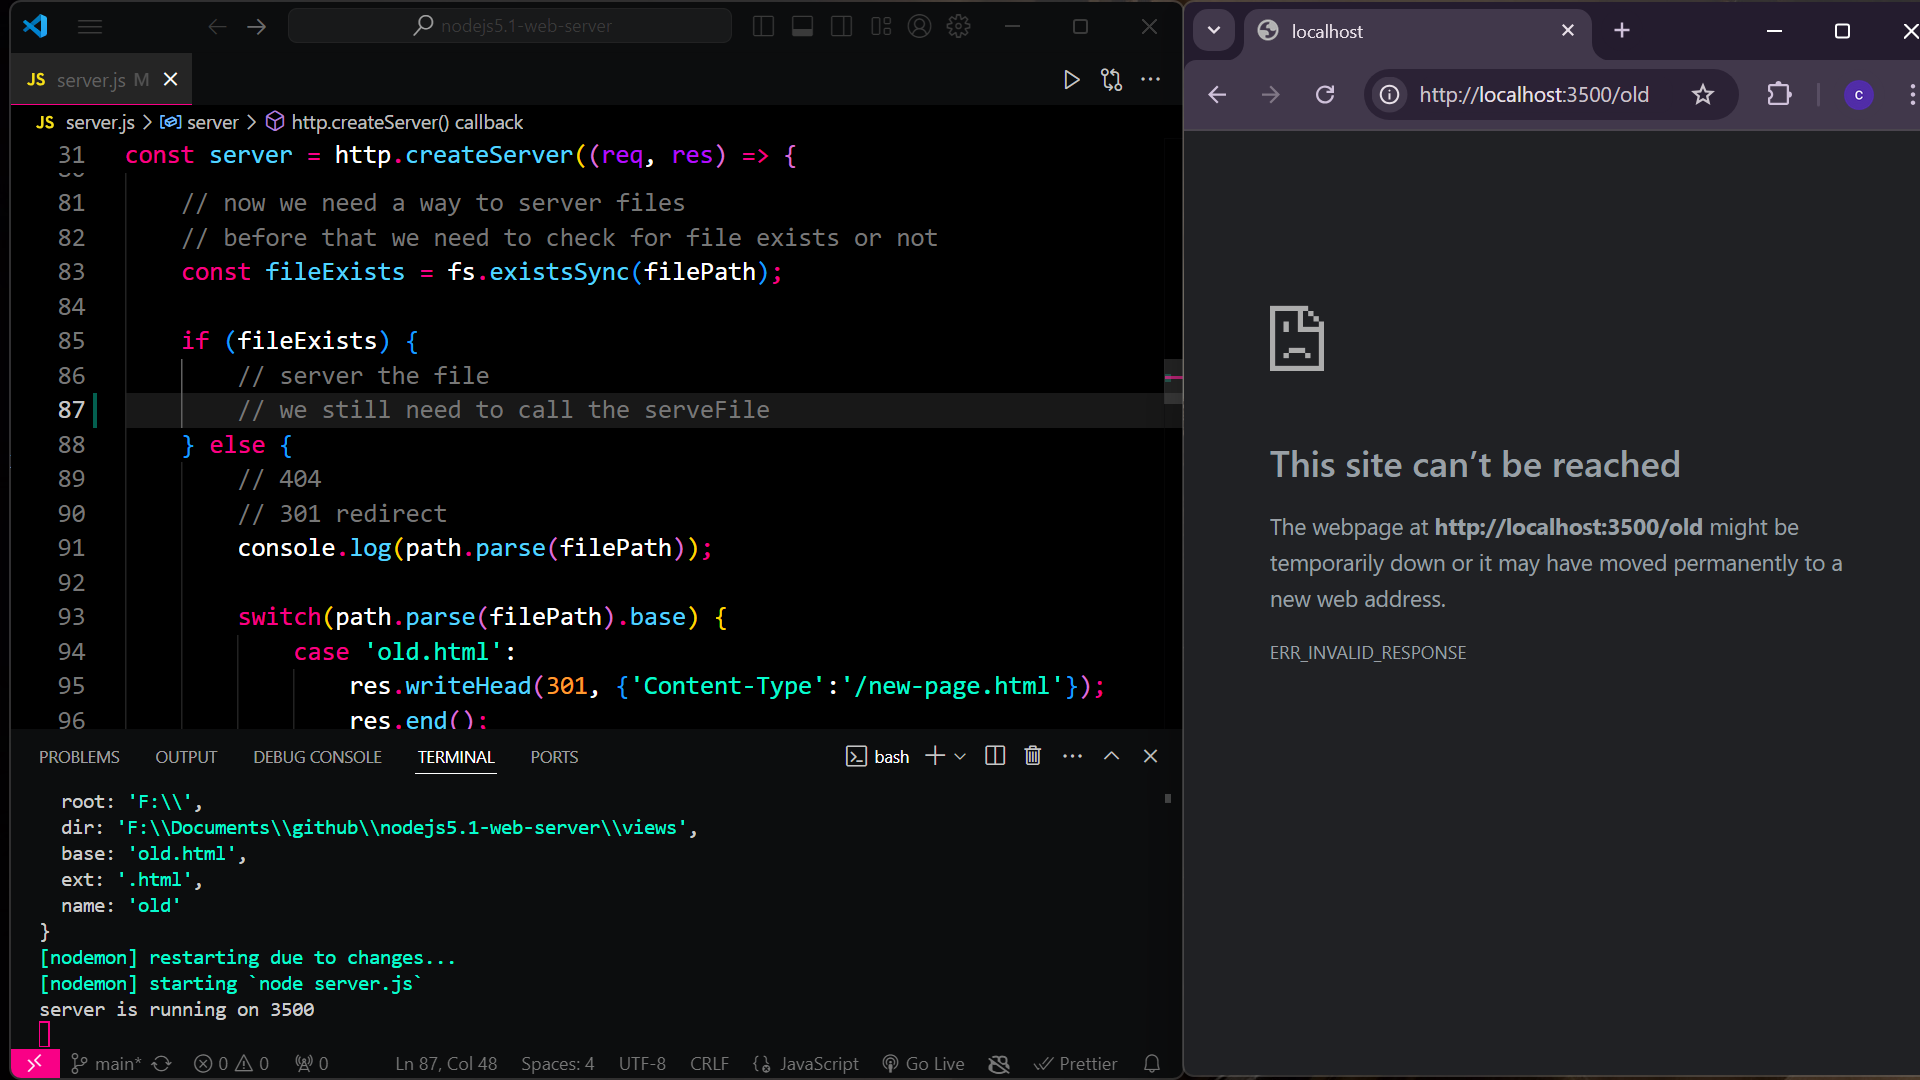 nodejs5.1-web-server
JS server.js M
JS server.js > server > http.createServer() callback
31 const server = http.createServer((req, res) => {
81 // now we need a way to server files
82 // before that we need to check for file exists or not
83 const fileExists = fs.existsSync(filePath);
84
85 if (fileExists) {
86 // server the file
87 // we still need to call the serveFile
88 } else {
89 // 404
90 // 301 redirect
91 console.log(path.parse(filePath));
92
93 switch(path.parse(filePath).base) {
94 case 'old.html':
95 res.writeHead(301, {'Content-Type':'/new-page.html'});
96 res.end();
PROBLEMS OUTPUT DEBUG CONSOLE TERMINAL PORTS bash
root: 'F:\\',
dir: 'F:\\Documents\\github\\nodejs5.1-web-server\\views',
base: 'old.html',
ext: '.html',
name: 'old'
}
[nodemon] restarting due to changes...
[nodemon] starting `node server.js`
server is running on 3500
main* 0 0 0 Ln 87, Col 48 Spaces: 4 UTF-8 CRLF {} JavaScript Go Live Prettier
localhost
http://localhost:3500/old
c
This site can’t be reached
The webpage at http://localhost:3500/old might be
temporarily down or it may have moved permanently to a
new web address.
ERR_INVALID_RESPONSE